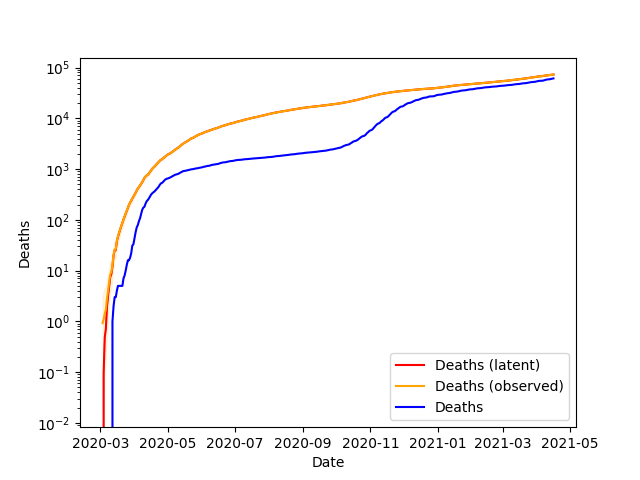 10⁵
10⁴
10³
10²
10¹
10⁰
10⁻¹
10⁻²
Deaths
Deaths (latent)
Deaths (observed)
Deaths
2020-03 2020-05 2020-07 2020-09 2020-11 2021-01 2021-03 2021-05
Date